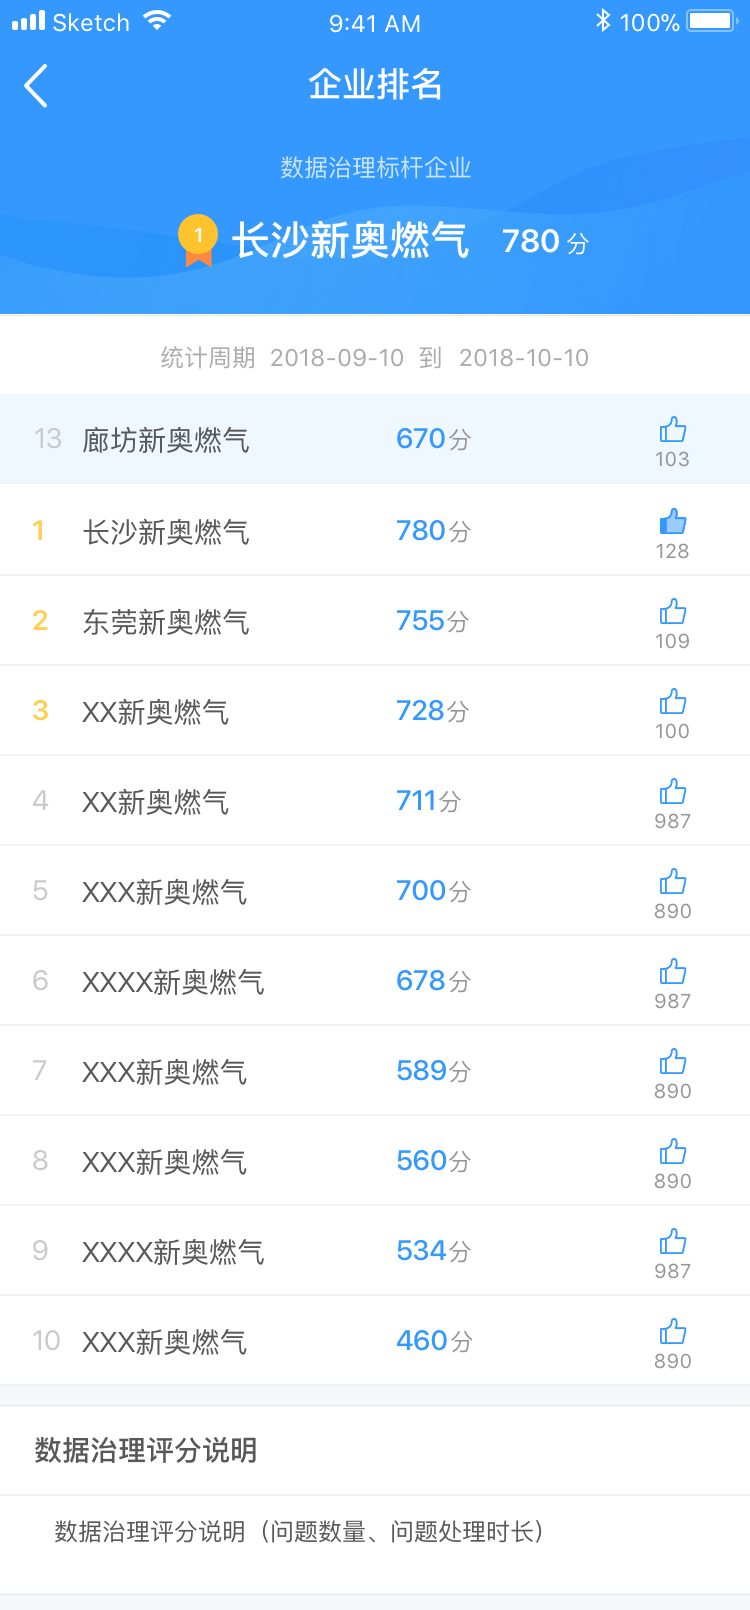 Sketch 9:41 AM 100%
企业排名
数据治理标杆企业
1 长沙新奥燃气 780 分
统计周期 2018-09-10 到 2018-10-10
13 廊坊新奥燃气 670分 103
1 长沙新奥燃气 780分 128
2 东莞新奥燃气 755分 109
3 XX新奥燃气 728分 100
4 XX新奥燃气 711分 987
5 XXX新奥燃气 700分 890
6 XXXX新奥燃气 678分 987
7 XXX新奥燃气 589分 890
8 XXX新奥燃气 560分 890
9 XXXX新奥燃气 534分 987
10 XXX新奥燃气 460分 890
数据治理评分说明
数据治理评分说明（问题数量、问题处理时长）